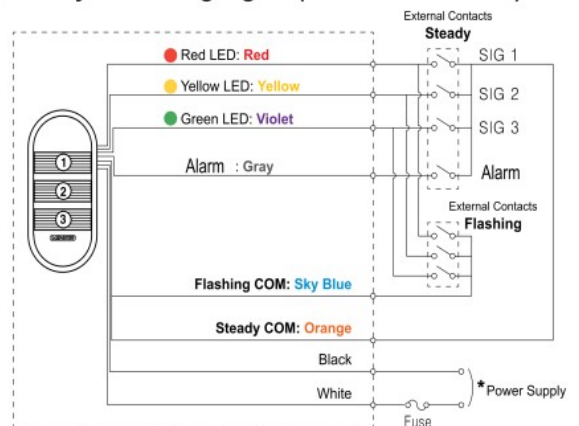 External Contacts
Steady
Red LED: Red
SIG 1
Yellow LED: Yellow
SIG 2
Green LED: Violet
SIG 3
Alarm : Gray
Alarm
1
2
3
External Contacts
Flashing
Flashing COM: Sky Blue
Steady COM: Orange
Black
White
* Power Supply
Fuse